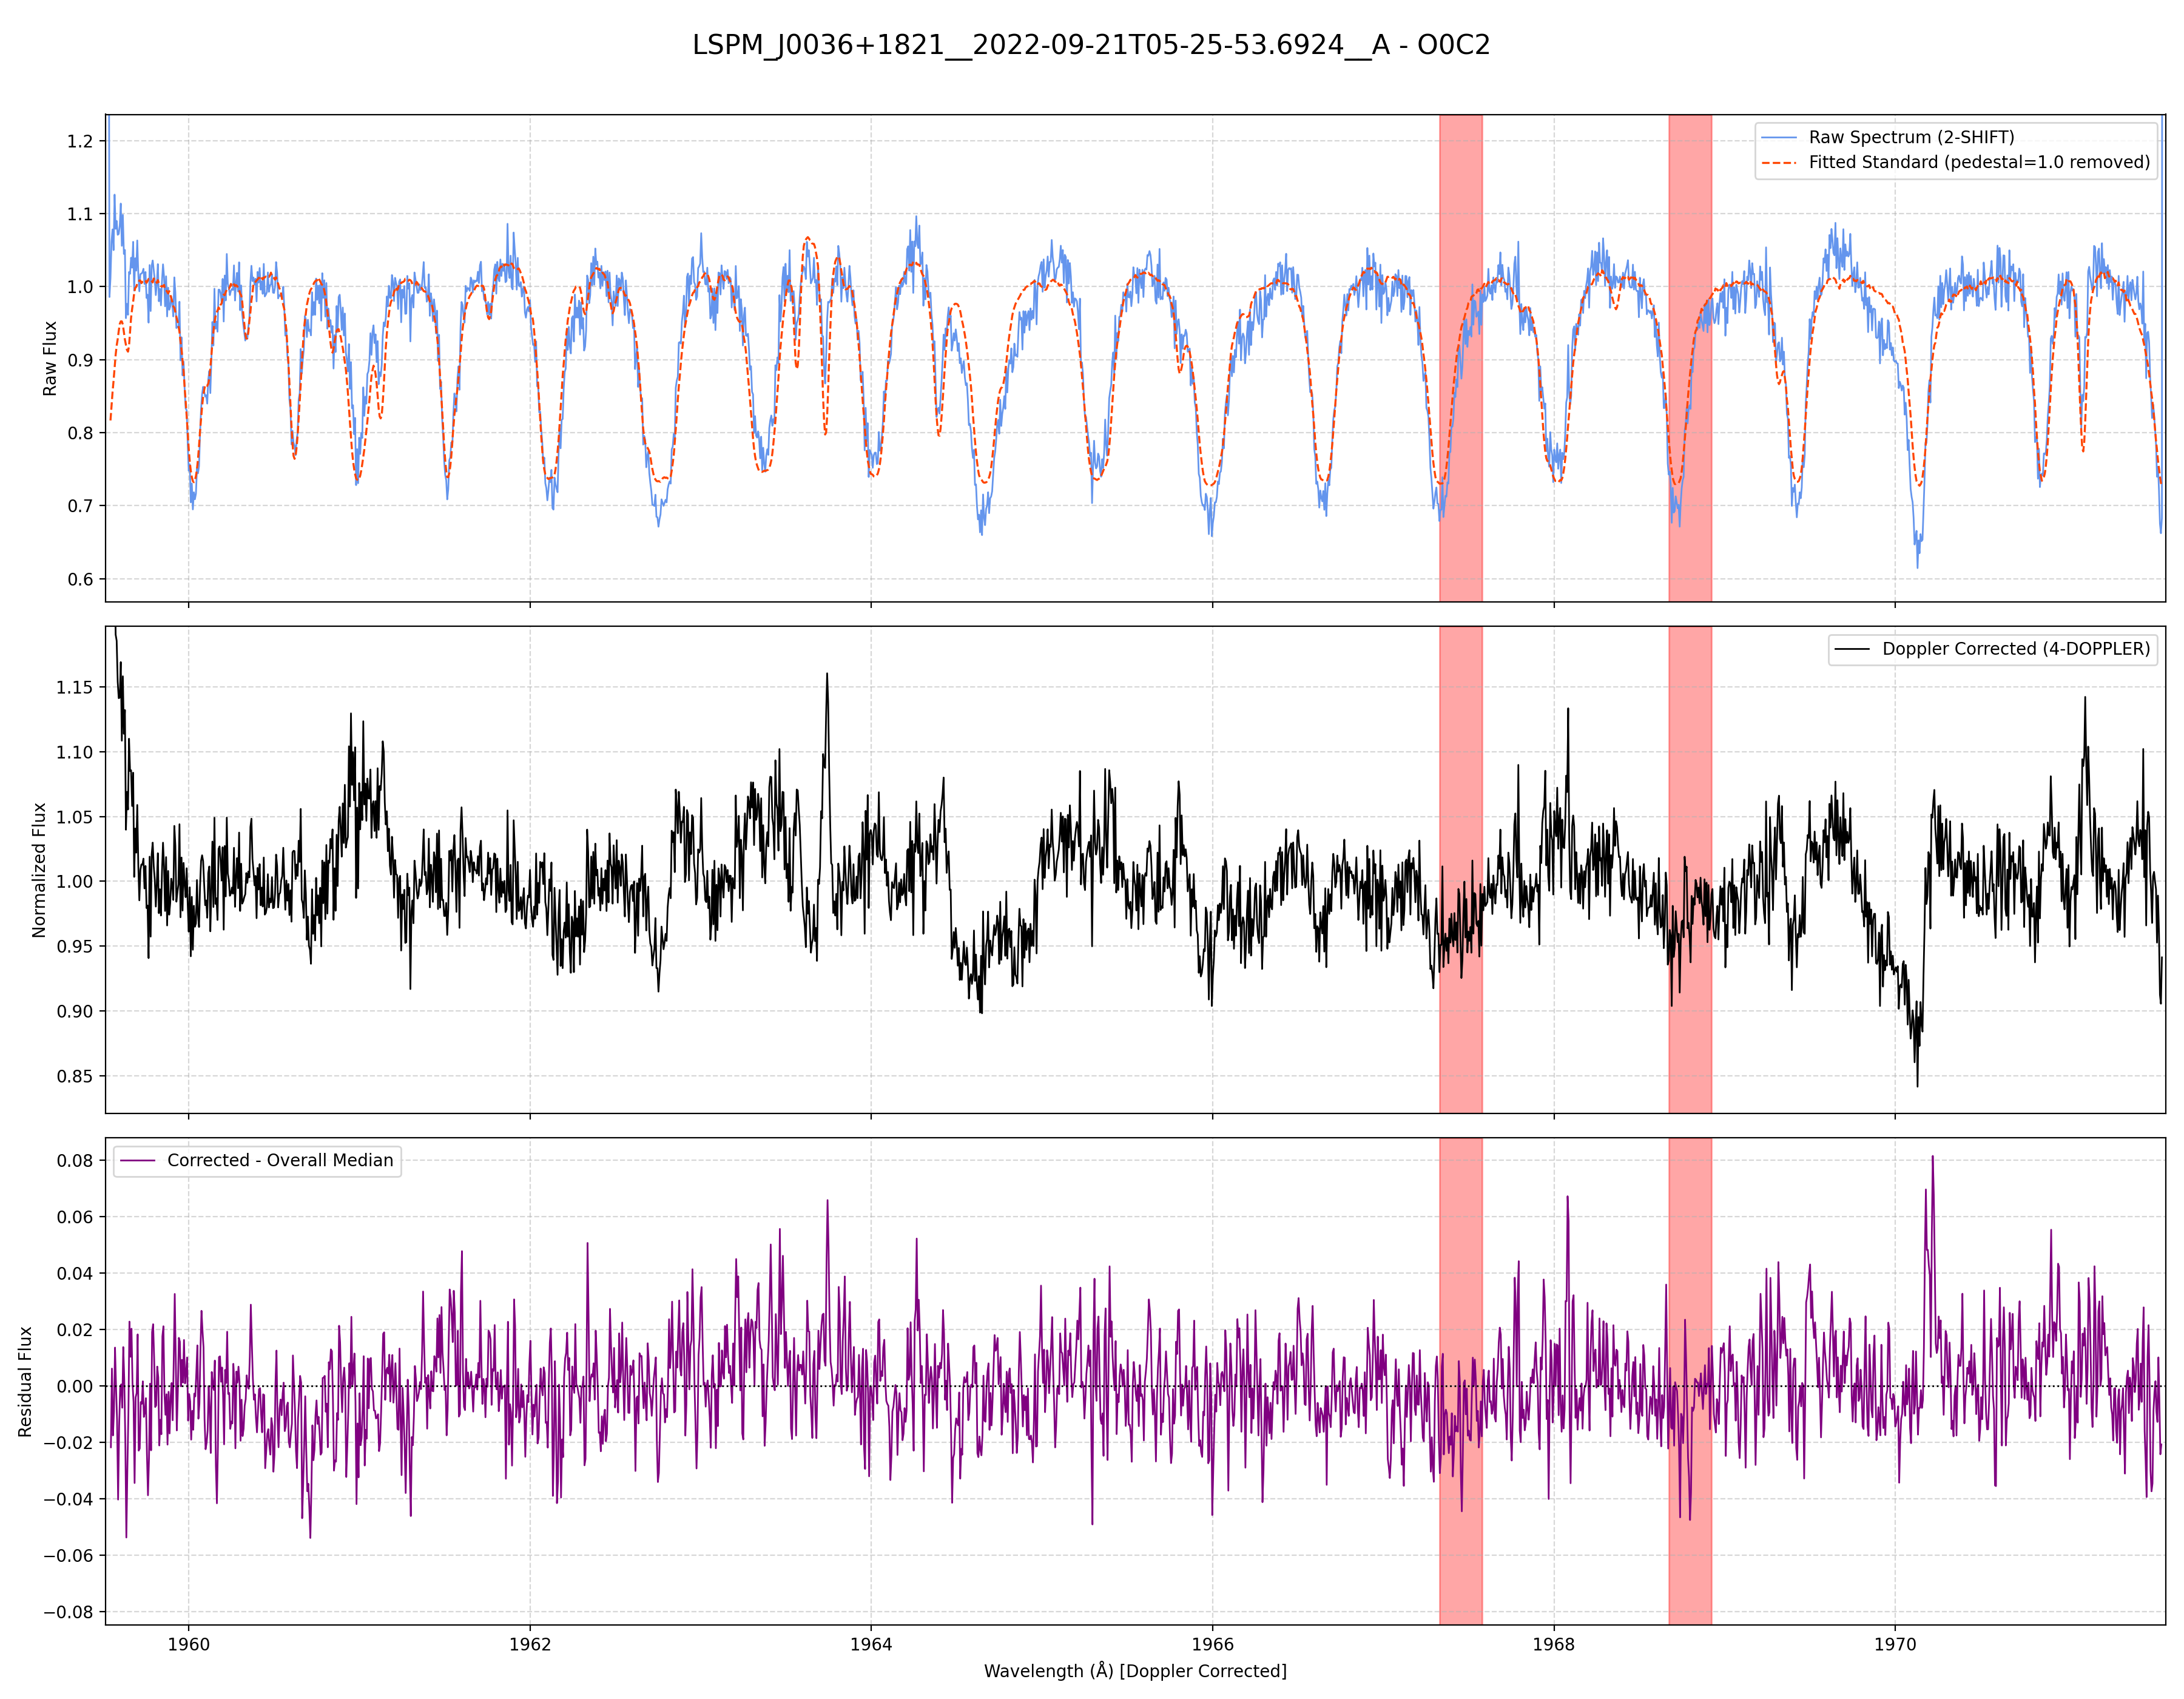 LSPM_J0036+1821__2022-09-21T05-25-53.6924__A - O0C2
1.2
1.1
1.0
0.9
0.8
0.7
0.6
Raw Flux
Raw Spectrum (2-SHIFT)
Fitted Standard (pedestal=1.0 removed)
1.15
1.10
1.05
1.00
0.95
0.90
0.85
Normalized Flux
Doppler Corrected (4-DOPPLER)
0.08
0.06
0.04
0.02
0.00
−0.02
−0.04
−0.06
−0.08
Residual Flux
Corrected - Overall Median
1960 1962 1964 1966 1968 1970
Wavelength (Å) [Doppler Corrected]